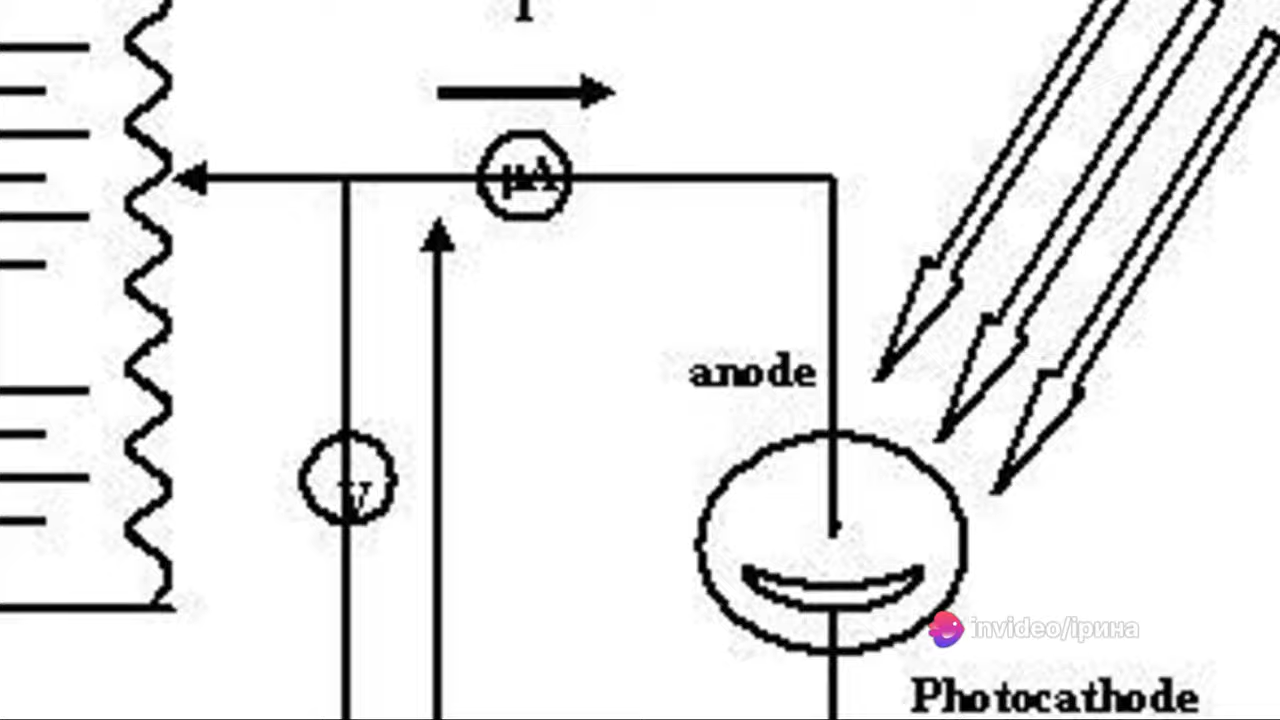 I
μA
anode
V
invideo/ірина
Photocathode